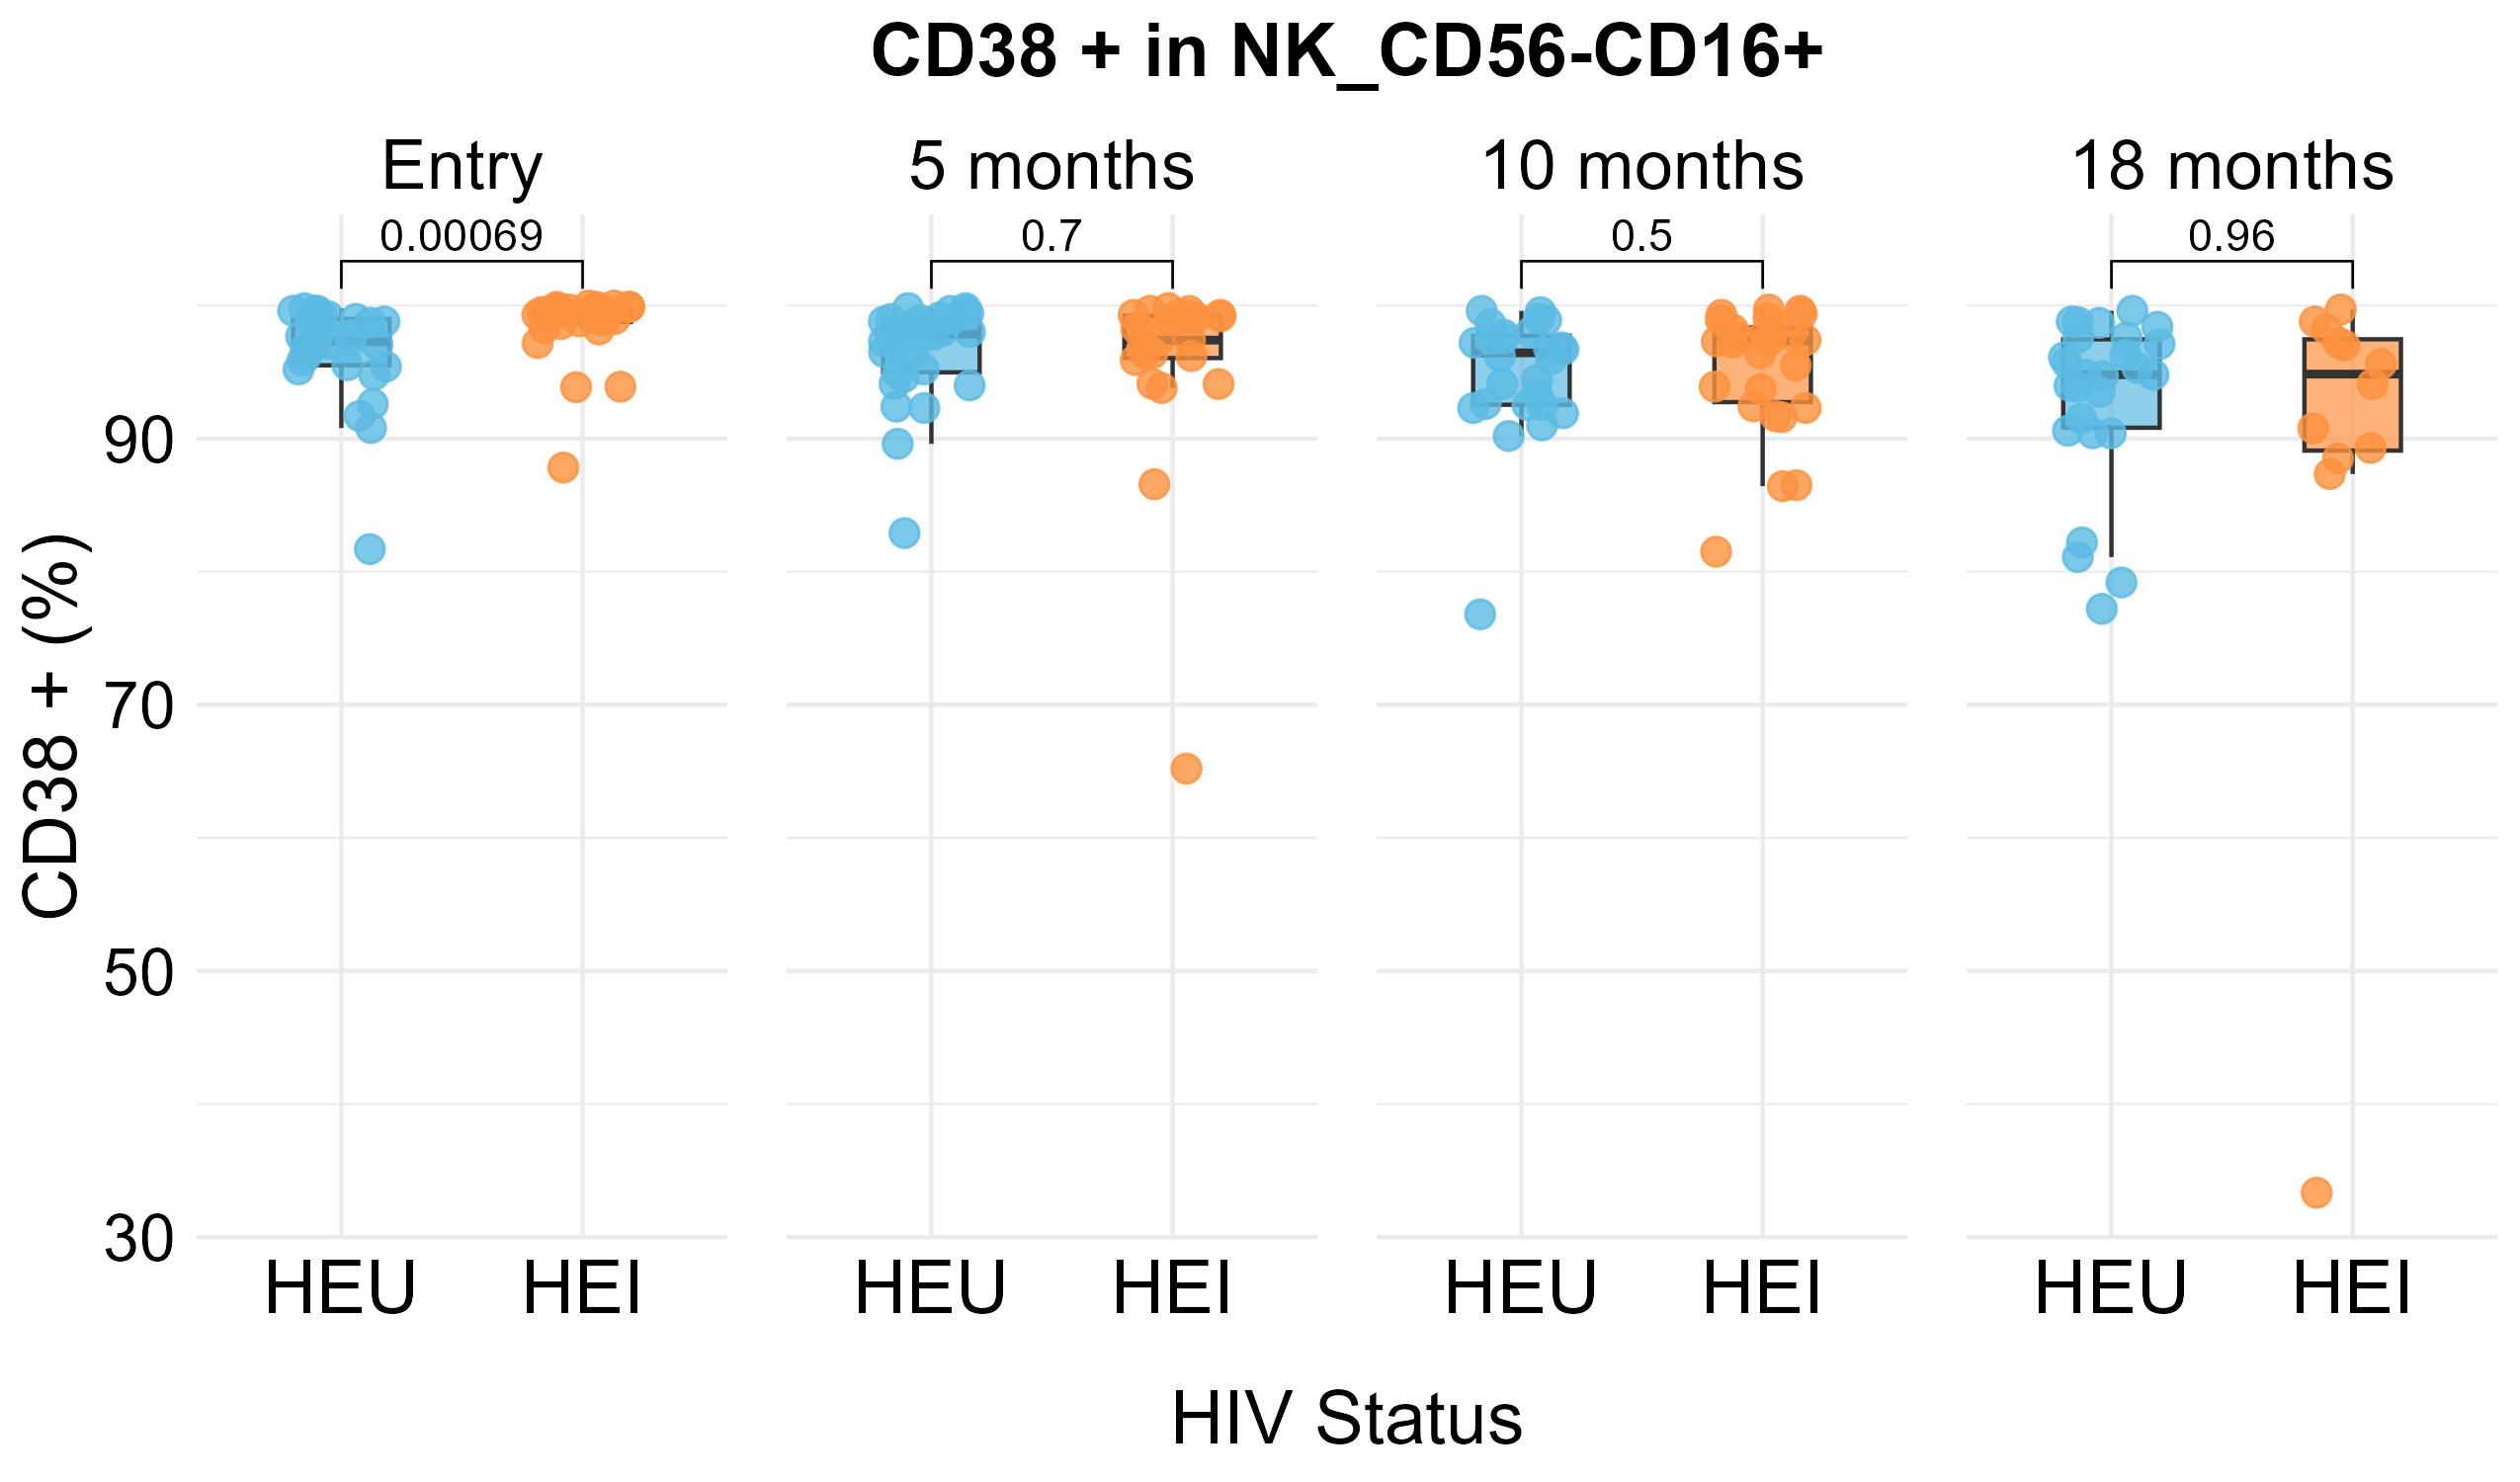 CD38 + in NK_CD56-CD16+
Entry
5 months
10 months
18 months
0.00069
0.7
0.5
0.96
CD38 + (%)
90
70
50
30
HEU
HEI
HEU
HEI
HEU
HEI
HEU
HEI
HIV Status